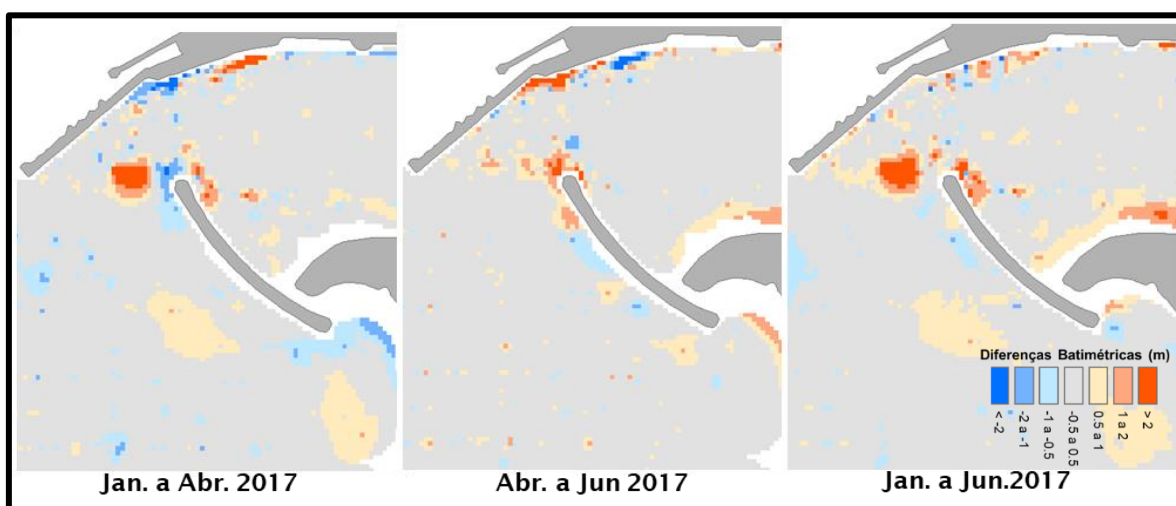 Diferenças Batimétricas (m)
< -2
-2 a -1
-1 a -0.5
-0.5 a 0.5
0.5 a 1
1 a 2
> 2
Jan. a Abr. 2017
Abr. a Jun 2017
Jan. a Jun.2017